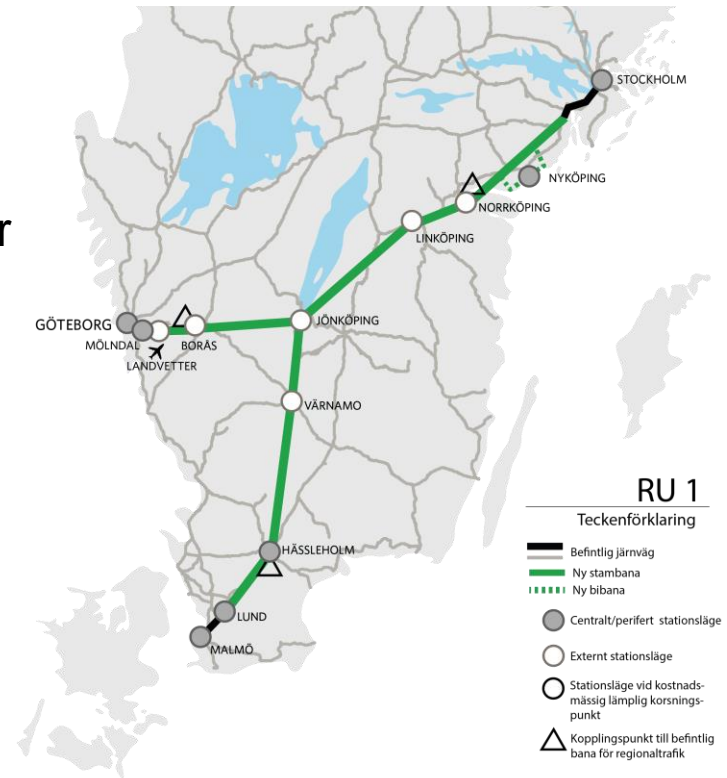 STOCKHOLM
NYKÖPING
NORRKÖPING
LINKÖPING
r
GÖTEBORG
JÖNKÖPING
MÖLNDAL
BORÅS
LANDVETTER
VÄRNAMO
HÄSSLEHOLM
LUND
MALMÖ
RU 1
Teckenförklaring
Befintlig järnväg
Ny stambana
Ny bibana
Centralt/perifert stationsläge
Externt stationsläge
Stationsläge vid kostnads-
mässig lämplig korsnings-
punkt
Kopplingspunkt till befintlig
bana för regionaltrafik